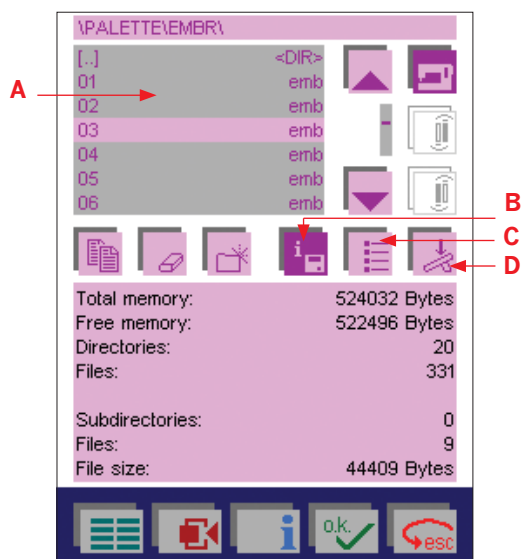 \PALETTE\EMBR\
[..] <DIR>
01 emb
02 emb
03 emb
04 emb
05 emb
06 emb
A
B
C
D
i
Total memory: 524032 Bytes
Free memory: 522496 Bytes
Directories: 20
Files: 331
Subdirectories: 0
Files: 9
File size: 44409 Bytes
i
o.k.
esc